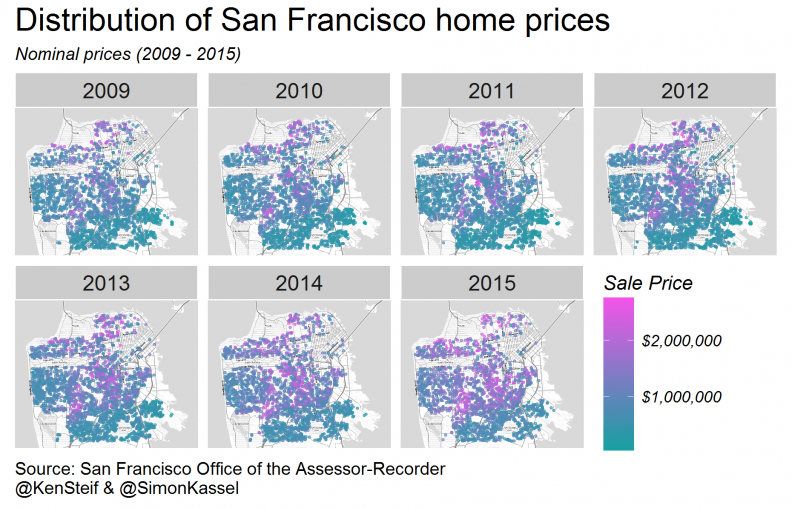 Distribution of San Francisco home prices
Nominal prices (2009 - 2015)
2009
2010
2011
2012
2013
2014
2015
Sale Price
$2,000,000
$1,000,000
Source: San Francisco Office of the Assessor-Recorder
@KenSteif & @SimonKassel